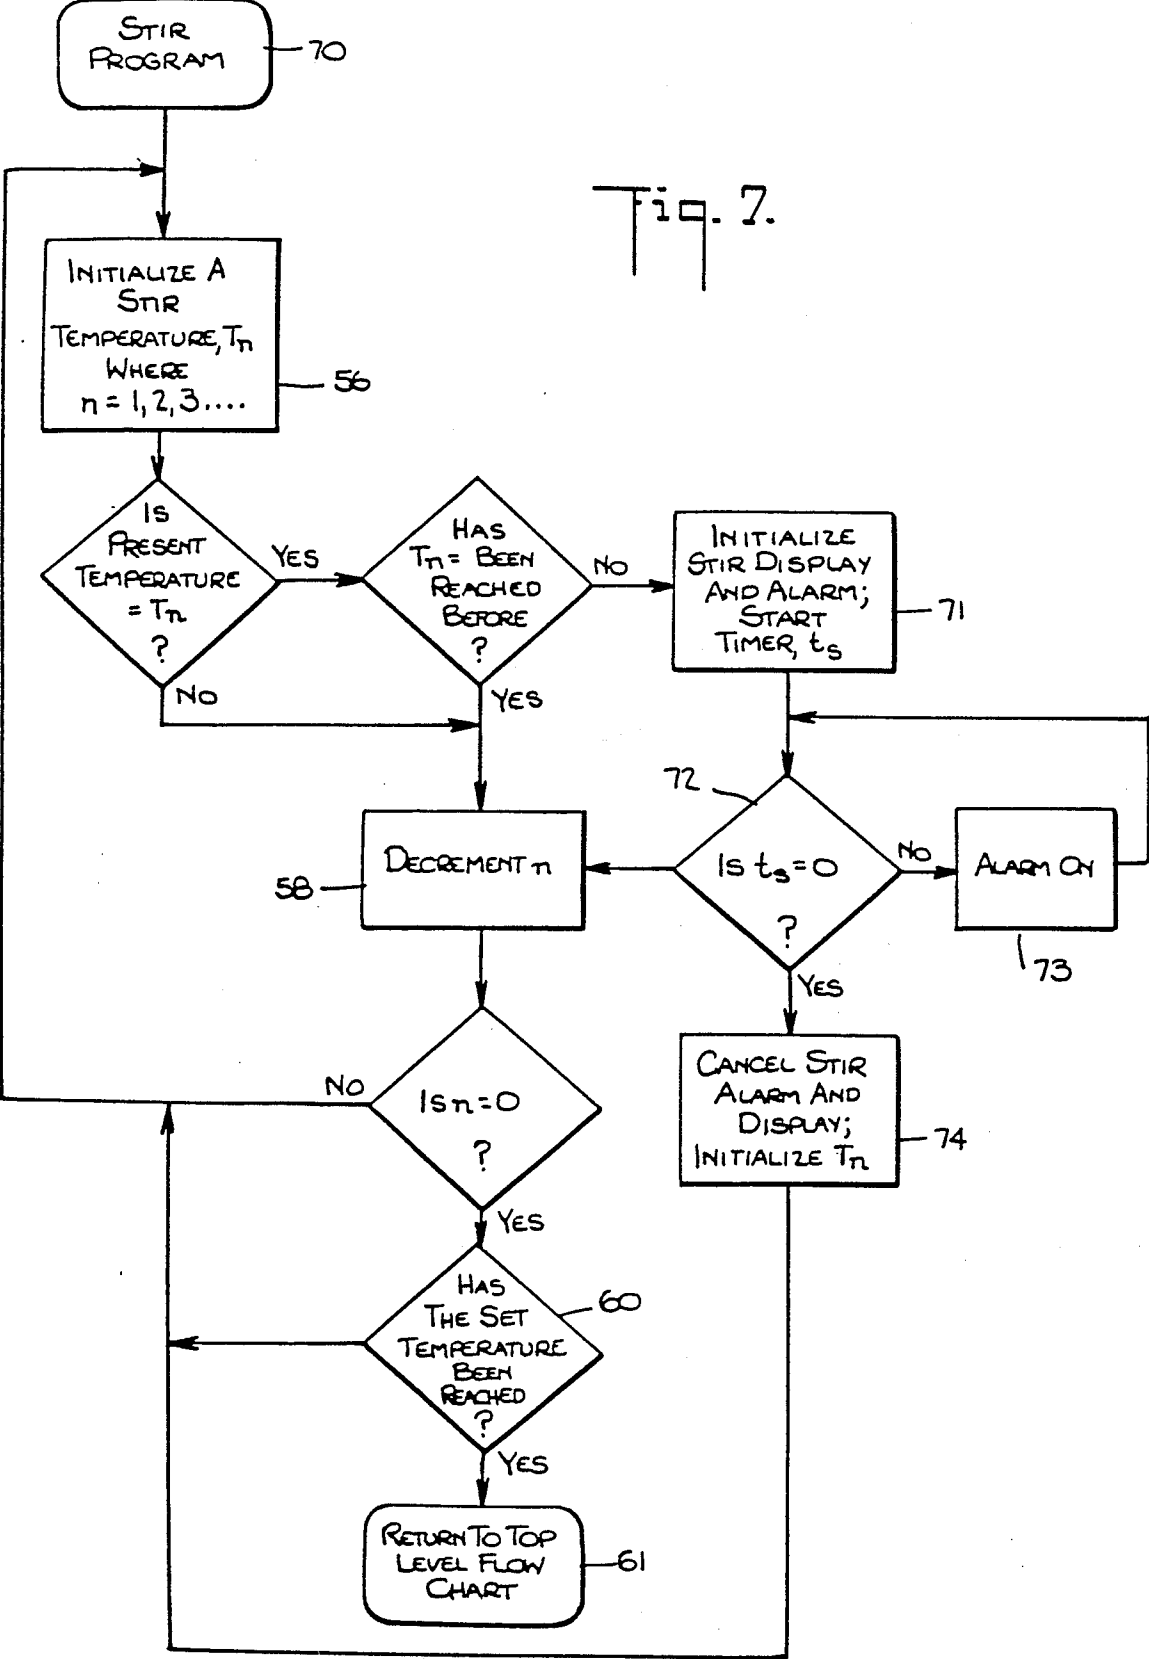 STIR
PROGRAM
70
Fig. 7.
INITIALIZE A
STIR
TEMPERATURE, Tn
WHERE
n = 1, 2, 3 ....
56
IS
PRESENT
TEMPERATURE
= Tn
?
YES
NO
HAS
Tn = BEEN
REACHED
BEFORE
?
NO
YES
INITIALIZE
STIR DISPLAY
AND ALARM;
START
TIMER, ts
71
72
IS ts = 0
?
NO
YES
ALARM ON
73
DECREMENT n
58
CANCEL STIR
ALARM AND
DISPLAY;
INITIALIZE Tn
74
NO
IS n = 0
?
YES
HAS
THE SET
TEMPERATURE
BEEN
REACHED
?
60
YES
RETURN TO TOP
LEVEL FLOW
CHART
61